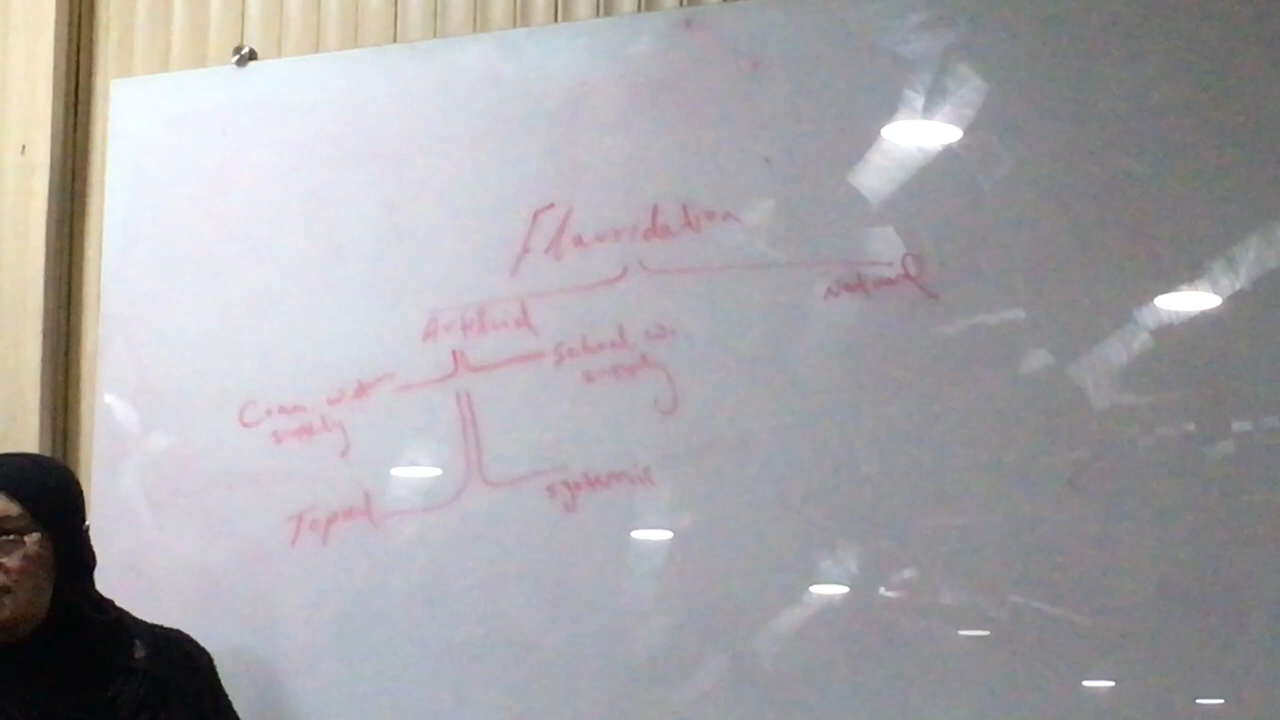 Flouridation
Natural
Artificial
School w.
supply
Com water
supply
systemic
Topical